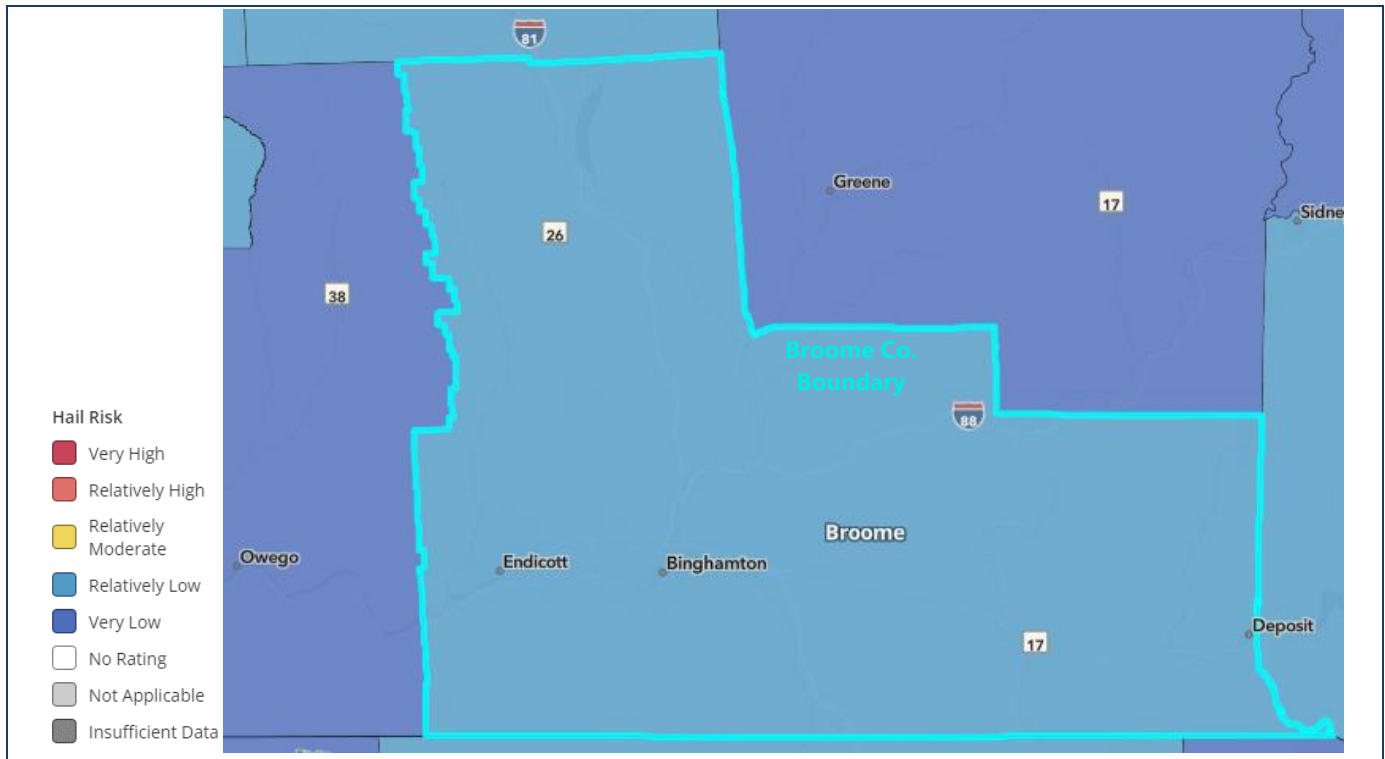 81
Greene
17
Sidne
26
38
Broome Co.
Boundary
88
Hail Risk
Very High
Relatively High
Relatively
Moderate
Relatively Low
Very Low
No Rating
Not Applicable
Insufficient Data
Broome
Owego
Endicott
Binghamton
Deposit
17